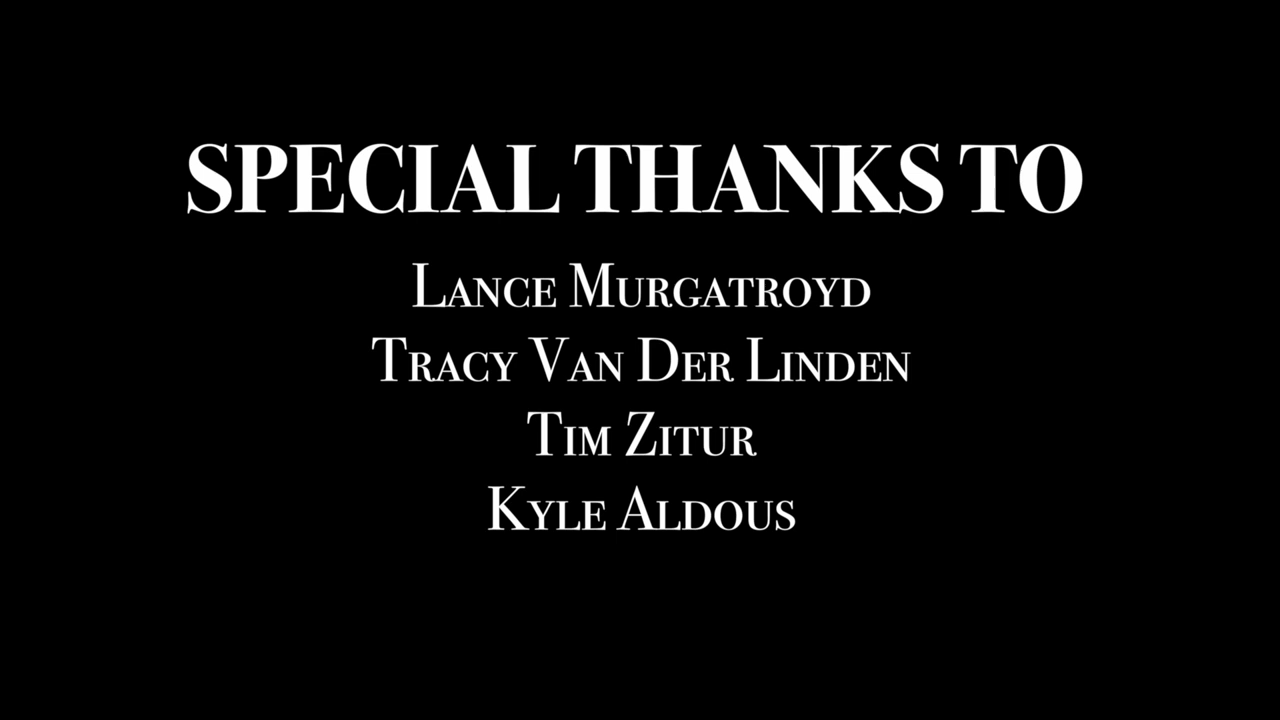 SPECIAL THANKS TO
Lance Murgatroyd
Tracy Van Der Linden
Tim Zitur
Kyle Aldous